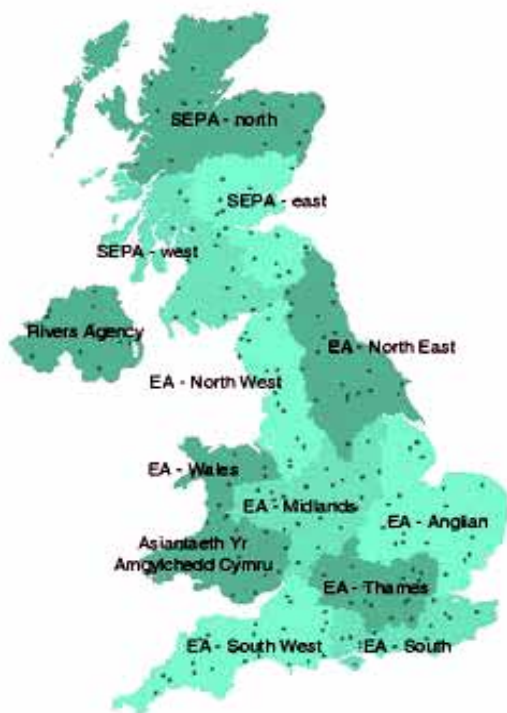 SEPA - north
SEPA - east
SEPA - west
Rivers Agency
EA - North East
EA - North West
EA - Wales
EA - Midlands
EA - Anglian
Asiantaeth Yr
Amgylchedd Cymru
EA - Thames
EA - South West
EA - South